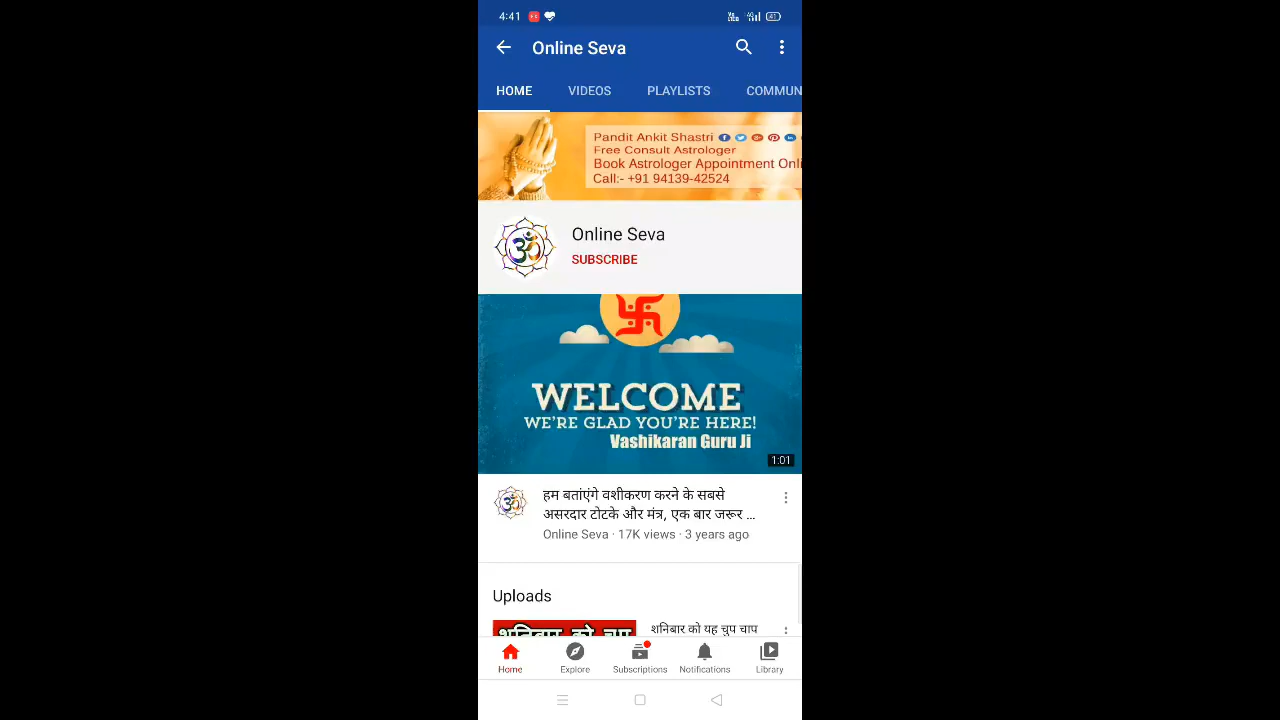 4:41
Online Seva
HOME VIDEOS PLAYLISTS COMMUN
Pandit Ankit Shastri
Free Consult Astrologer
Book Astrologer Appointment Onli
Call:- +91 94139-42524
Online Seva
SUBSCRIBE
WELCOME
WE'RE GLAD YOU'RE HERE!
Vashikaran Guru Ji
1:01
हम बतांएंगे वशीकरण करने के सबसे
असरदार टोटके और मंत्र, एक बार जरूर ...
Online Seva · 17K views · 3 years ago
Uploads
शनिबार को चुप
शनिबार को यह चुप चाप
Home Explore Subscriptions Notifications Library